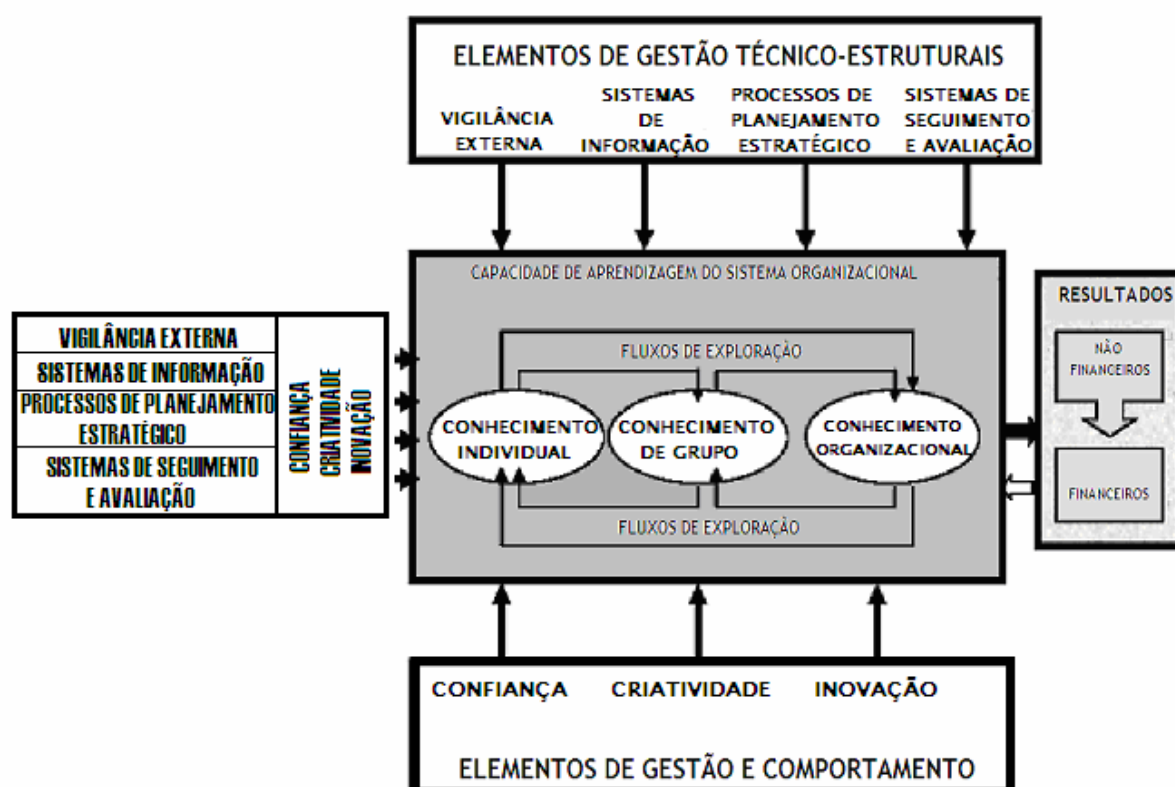 ELEMENTOS DE GESTÃO TÉCNICO-ESTRUTURAIS
VIGILÂNCIA
EXTERNA
SISTEMAS
DE
INFORMAÇÃO
PROCESSOS DE
PLANEJAMENTO
ESTRATÉGICO
SISTEMAS DE
SEGUIMENTO
E AVALIAÇÃO
VIGILÂNCIA EXTERNA
SISTEMAS DE INFORMAÇÃO
PROCESSOS DE PLANEJAMENTO
ESTRATÉGICO
SISTEMAS DE SEGUIMENTO
E AVALIAÇÃO
CONFIANÇA
CRIATIVIDADE
INOVAÇÃO
CAPACIDADE DE APRENDIZAGEM DO SISTEMA ORGANIZACIONAL
FLUXOS DE EXPLORAÇÃO
CONHECIMENTO
INDIVIDUAL
CONHECIMENTO
DE GRUPO
CONHECIMENTO
ORGANIZACIONAL
FLUXOS DE EXPLORAÇÃO
RESULTADOS
NÃO
FINANCEIROS
FINANCEIROS
CONFIANÇA CRIATIVIDADE INOVAÇÃO
ELEMENTOS DE GESTÃO E COMPORTAMENTO